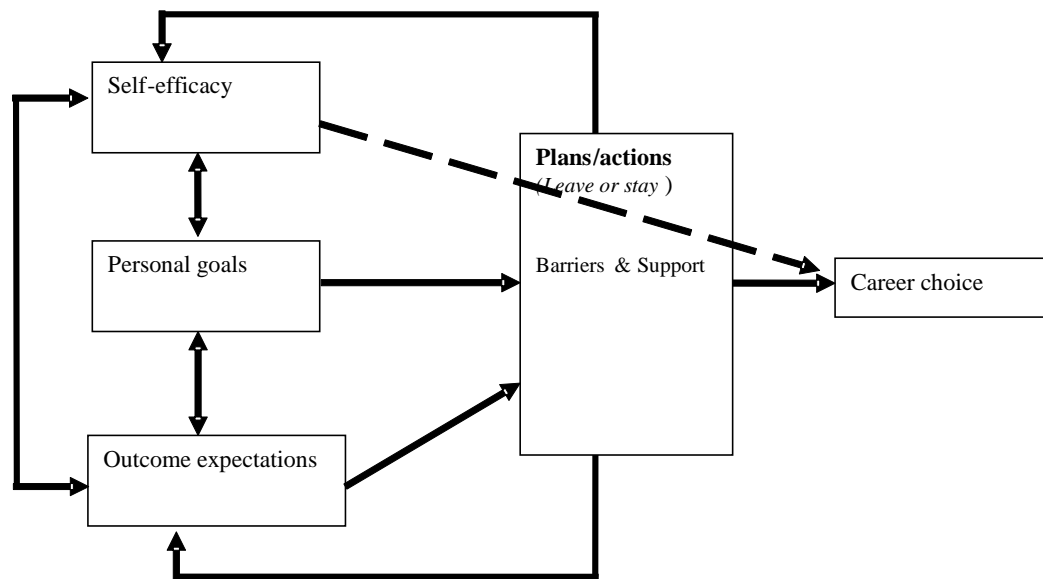 Self-efficacy
Plans/actions
(Leave or stay )
Personal goals
Barriers & Support
Career choice
Outcome expectations